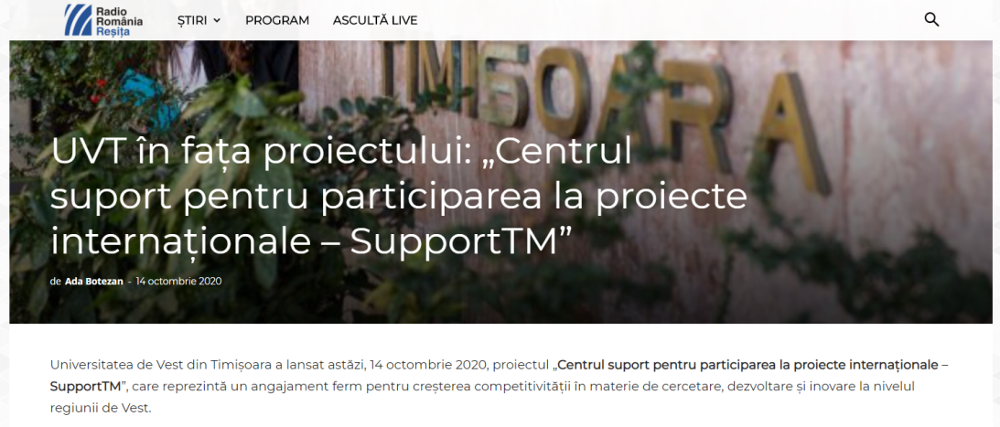 Radio
România
Reșița
ȘTIRI
PROGRAM
ASCULTĂ LIVE
TIMISOARA
UVT în fața proiectului: „Centrul
suport pentru participarea la proiecte
internaționale – SupportTM”
de Ada Botezan - 14 octombrie 2020
Universitatea de Vest din Timișoara a lansat astăzi, 14 octombrie 2020, proiectul „Centrul suport pentru participarea la proiecte internaționale –
SupportTM”, care reprezintă un angajament ferm pentru creșterea competitivității în materie de cercetare, dezvoltare și inovare la nivelul
regiunii de Vest.